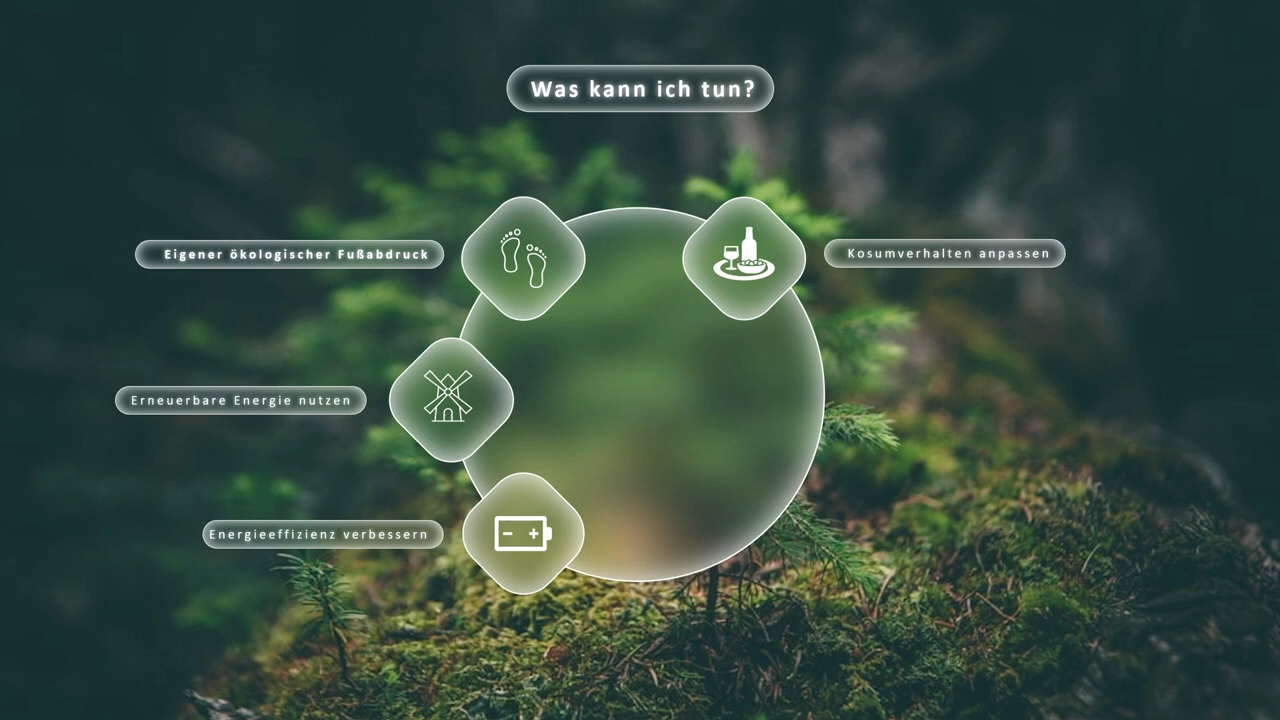 Was kann ich tun?
Eigener ökologischer Fußabdruck
Kosumverhalten anpassen
Erneuerbare Energie nutzen
Energieeffizienz verbessern